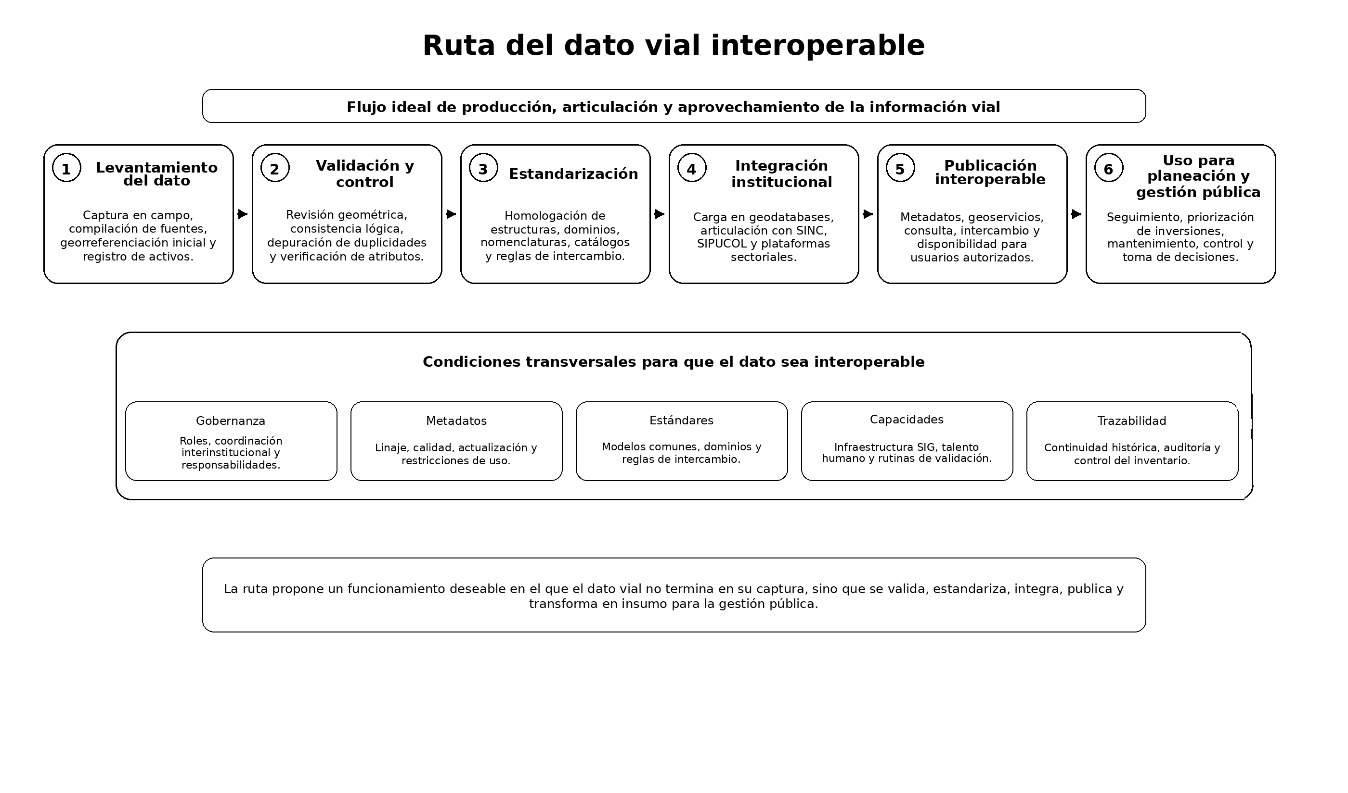 Ruta del dato vial interoperable
Flujo ideal de producción, articulación y aprovechamiento de la información vial
1
Levantamiento
del dato
Captura en campo,
compilación de fuentes,
georreferenciación inicial y
registro de activos.
2
Validación y
control
Revisión geométrica,
consistencia lógica,
depuración de duplicidades
y verificación de atributos.
3
Estandarización
Homologación de
estructuras, dominios,
nomenclaturas, catálogos
y reglas de intercambio.
4
Integración
institucional
Carga en geodatabases,
articulación con SINC,
SIPUCOL y plataformas
sectoriales.
5
Publicación
interoperable
Metadatos, geoservicios,
consulta, intercambio y
disponibilidad para
usuarios autorizados.
6
Uso para
planeación y
gestión pública
Seguimiento, priorización
de inversiones,
mantenimiento, control y
toma de decisiones.
Condiciones transversales para que el dato sea interoperable
Gobernanza
Roles, coordinación
interinstitucional y
responsabilidades.
Metadatos
Linaje, calidad, actualización y
restricciones de uso.
Estándares
Modelos comunes, dominios y
reglas de intercambio.
Capacidades
Infraestructura SIG, talento
humano y rutinas de validación.
Trazabilidad
Continuidad histórica, auditoría y
control del inventario.
La ruta propone un funcionamiento deseable en el que el dato vial no termina en su captura, sino que se valida, estandariza, integra, publica y
transforma en insumo para la gestión pública.